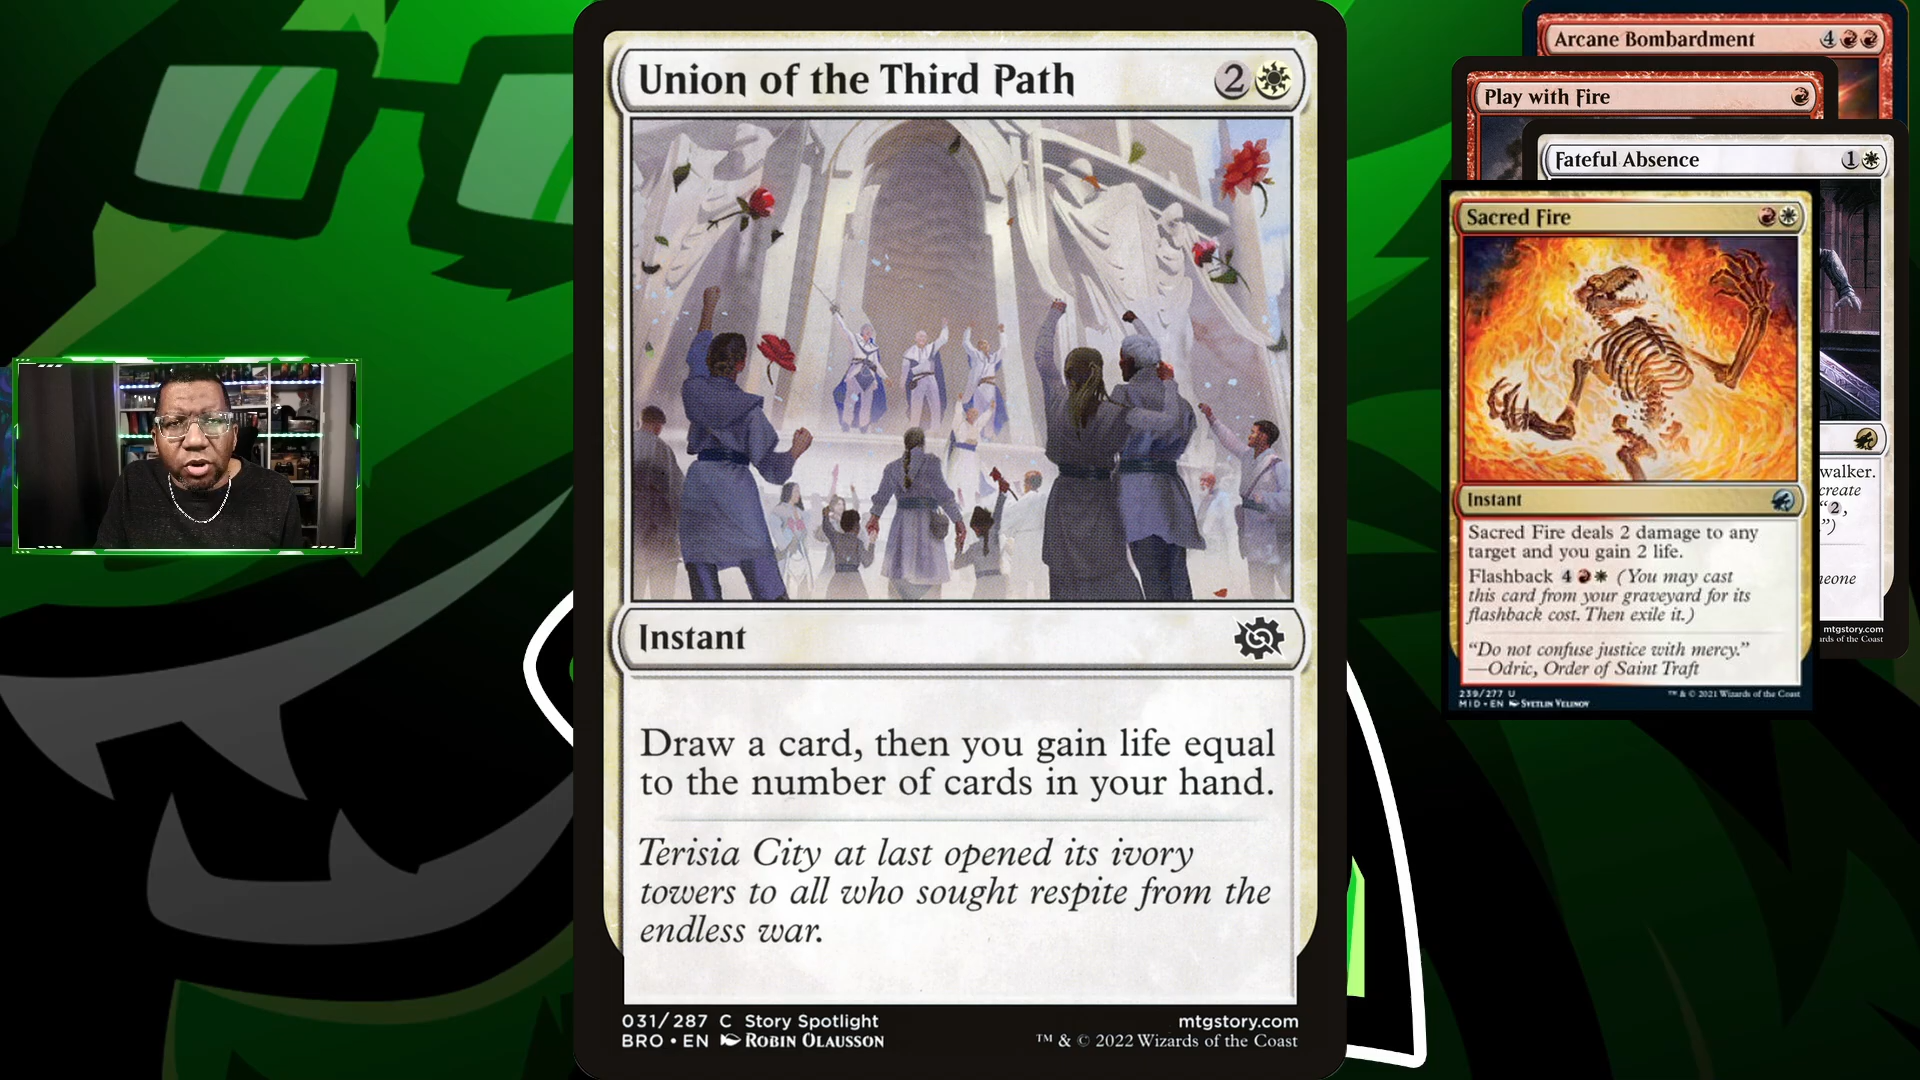 Union of the Third Path 2
Instant
Draw a card, then you gain life equal
to the number of cards in your hand.
Terisia City at last opened its ivory
towers to all who sought respite from the
endless war.
031/287 C Story Spotlight
BRO • EN Robin Olausson
mtgstory.com
™ & © 2022 Wizards of the Coast
Arcane Bombardment 4
Play with Fire
Fateful Absence 1
walker.
create
“2,
”)
meone
mtgstory.com
ards of the Coast
Sacred Fire
Instant
Sacred Fire deals 2 damage to any
target and you gain 2 life.
Flashback 4 (You may cast
this card from your graveyard for its
flashback cost. Then exile it.)
“Do not confuse justice with mercy.”
—Odric, Order of Saint Traft
239/277 U
MID • EN Svetlin Velinov
™ & © 2021 Wizards of the Coast